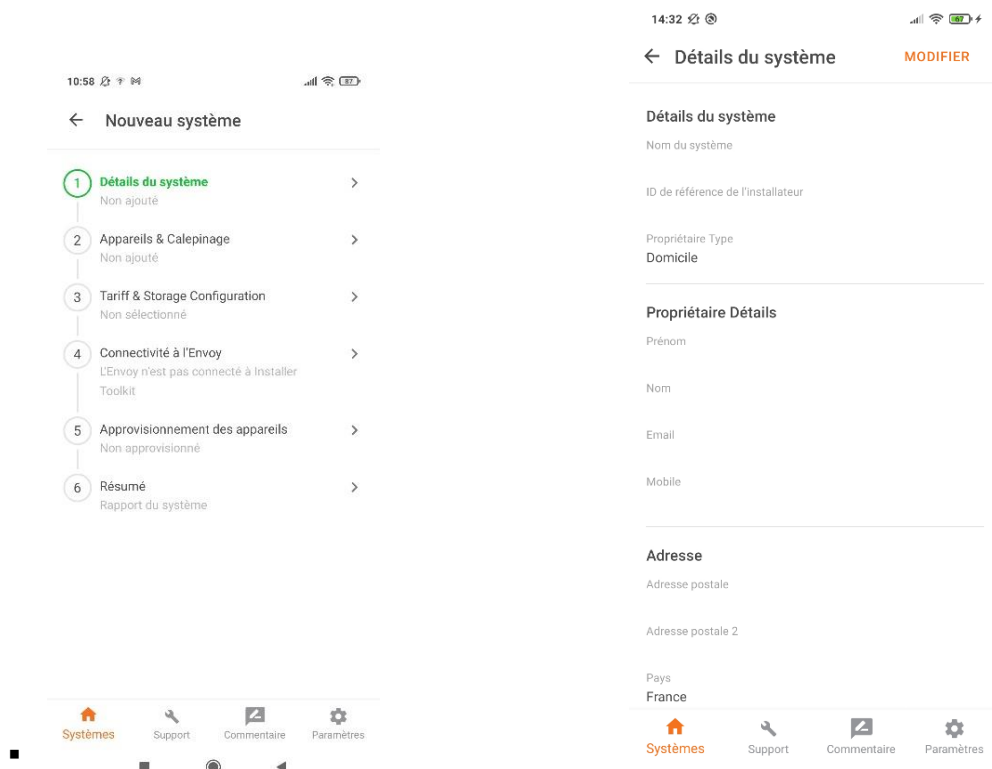 10:58
87
Nouveau système
1
Détails du système
Non ajouté
2
Appareils & Calepinage
Non ajouté
3
Tariff & Storage Configuration
Non sélectionné
4
Connectivité à l'Envoy
L'Envoy n'est pas connecté à Installer
Toolkit
5
Approvisionnement des appareils
Non approvisionné
6
Résumé
Rapport du système
Systèmes
Support
Commentaire
Paramètres
14:32
67
Détails du système
MODIFIER
Détails du système
Nom du système
ID de référence de l'installateur
Propriétaire Type
Domicile
Propriétaire Détails
Prénom
Nom
Email
Mobile
Adresse
Adresse postale
Adresse postale 2
Pays
France
Systèmes
Support
Commentaire
Paramètres